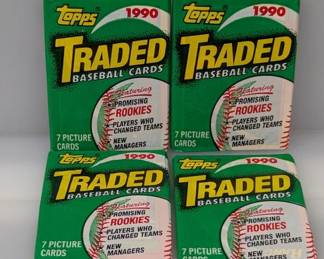 Topps 1990
TRADED
BASEBALL CARDS
Featuring
PROMISING
ROOKIES
PLAYERS WHO
CHANGED TEAMS
NEW
MANAGERS
7 PICTURE
CARDS
Topps 1990
TRADED
BASEBALL CARDS
Featuring
PROMISING
ROOKIES
PLAYERS WHO
CHANGED TEAMS
NEW
MANAGERS
7 PICTURE
CARDS
Topps 1990
TRADED
BASEBALL CARDS
Featuring
PROMISING
ROOKIES
PLAYERS WHO
CHANGED TEAMS
NEW
MANAGERS
7 PICTURE
CARDS
Topps 1990
TRADED
BASEBALL CARDS
Featuring
PROMISING
ROOKIES
PLAYERS WHO
CHANGED TEAMS
NEW
MANAGERS
7 PICTURE
CARDS